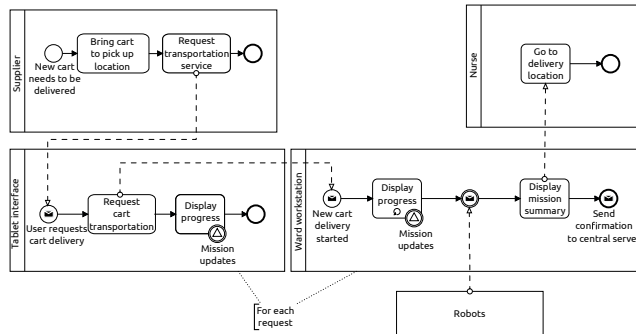 Supplier
New cart
needs to be
delivered
Bring cart
to pick up
location
Request
transportation
service
Nurse
Go to
delivery
location
Tablet interface
User requests
cart delivery
Request
cart
transportation
Display
progress
Mission
updates
Ward workstation
New cart
delivery
started
Display
progress
Mission
updates
Display
mission
summary
Send
confirmation
to central serve
For each
request
Robots